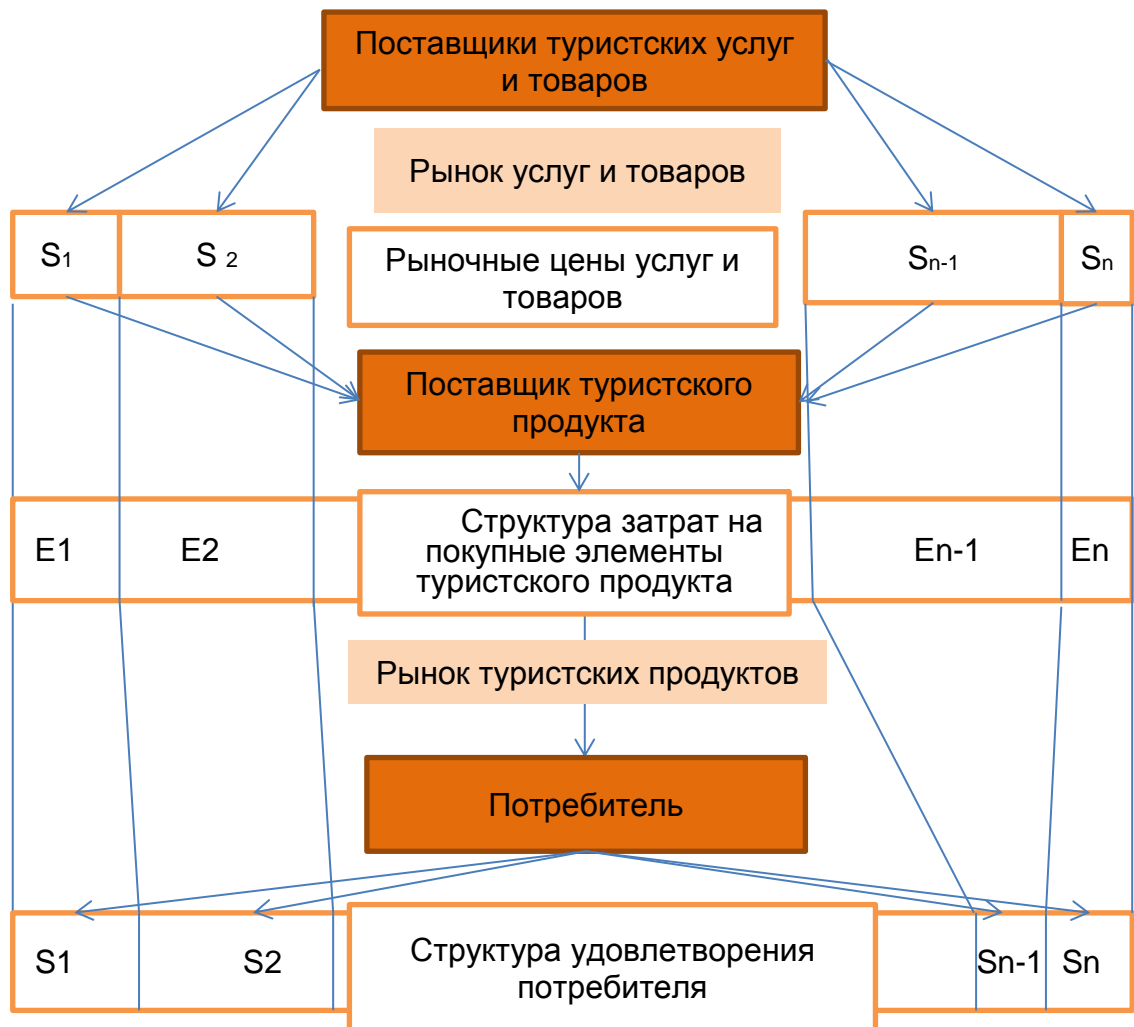 Поставщики туристских услуг
и товаров
Рынок услуг и товаров
S1
S 2
Рыночные цены услуг и
товаров
Sn-1
Sn
Поставщик туристского
продукта
E1
E2
Структура затрат на
покупные элементы
туристского продукта
En-1
En
Рынок туристских продуктов
Потребитель
S1
S2
Структура удовлетворения
потребителя
Sn-1
Sn